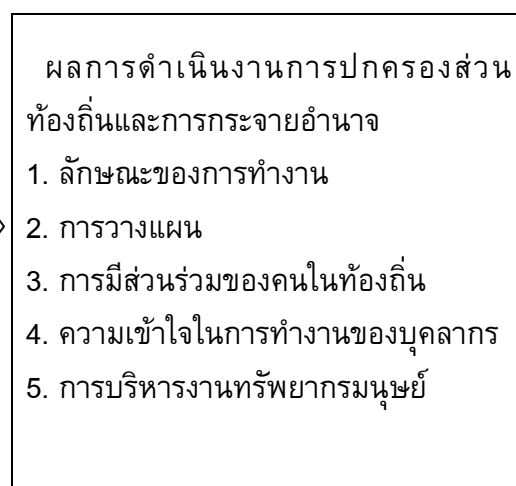 ผลการดำเนินงานการปกครองส่วน
ท้องถิ่นและการกระจายอำนาจ
1. ลักษณะของการทำงาน
2. การวางแผน
3. การมีส่วนร่วมของคนในท้องถิ่น
4. ความเข้าใจในการทำงานของบุคลากร
5. การบริหารงานทรัพยากรมนุษย์